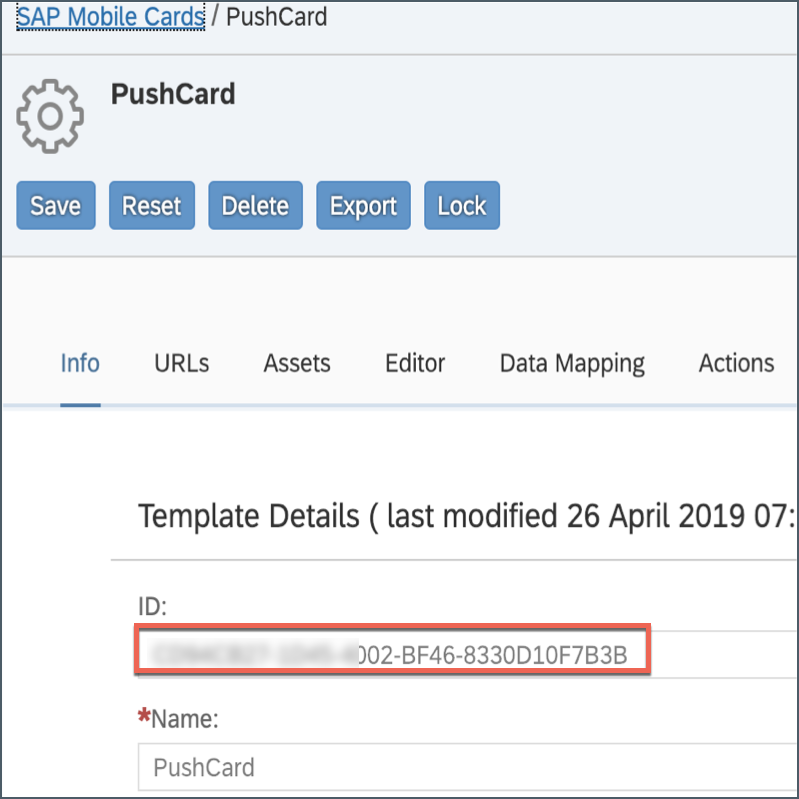 SAP Mobile Cards / PushCard
PushCard
Save Reset Delete Export Lock
Info URLs Assets Editor Data Mapping Actions
Template Details ( last modified 26 April 2019 07:
ID:
002-BF46-8330D10F7B3B
*Name:
PushCard